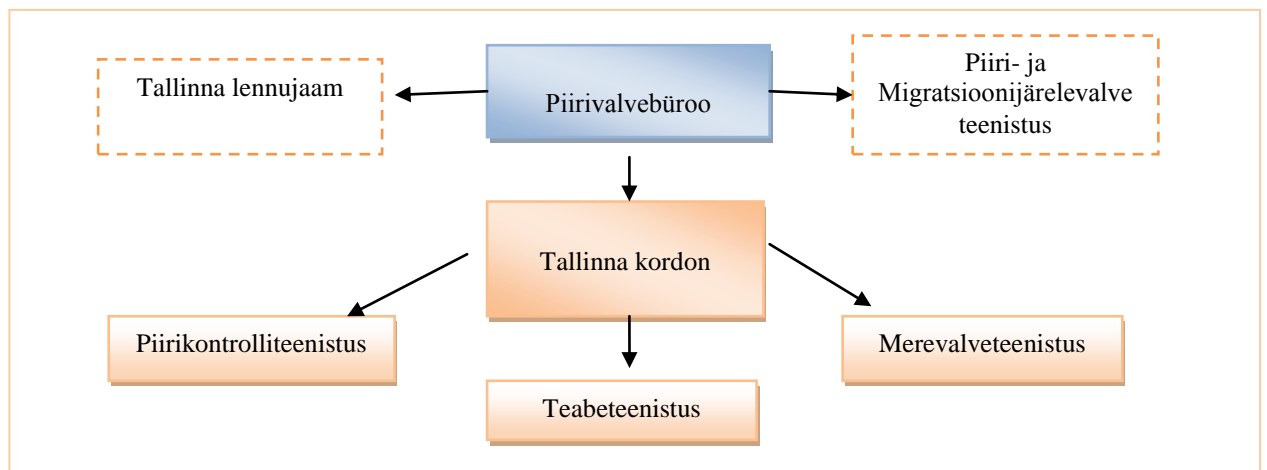 Tallinna lennujaam
Piirivalvebüroo
Piiri- ja
Migratsioonijärelevalve
teenistus
Tallinna kordon
Piirikontrolliteenistus
Merevalveteenistus
Teabeteenistus